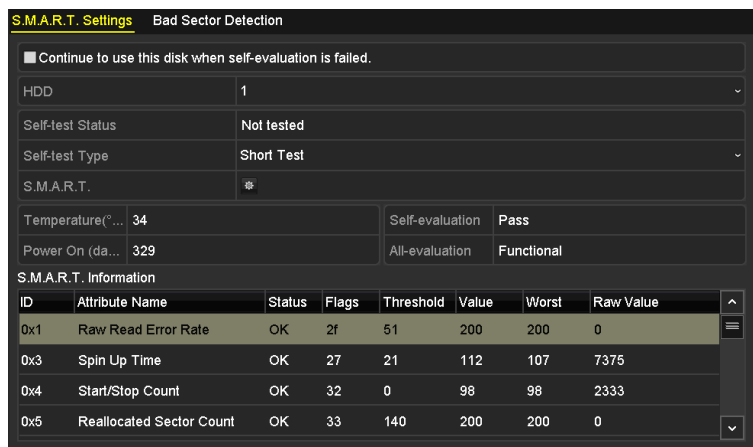 S.M.A.R.T. Settings Bad Sector Detection
Continue to use this disk when self-evaluation is failed.
HDD 1
Self-test Status Not tested
Self-test Type Short Test
S.M.A.R.T.
Temperature(°... 34 Self-evaluation Pass
Power On (da... 329 All-evaluation Functional
S.M.A.R.T. Information
ID Attribute Name Status Flags Threshold Value Worst Raw Value
0x1 Raw Read Error Rate OK 2f 51 200 200 0
0x3 Spin Up Time OK 27 21 112 107 7375
0x4 Start/Stop Count OK 32 0 98 98 2333
0x5 Reallocated Sector Count OK 33 140 200 200 0